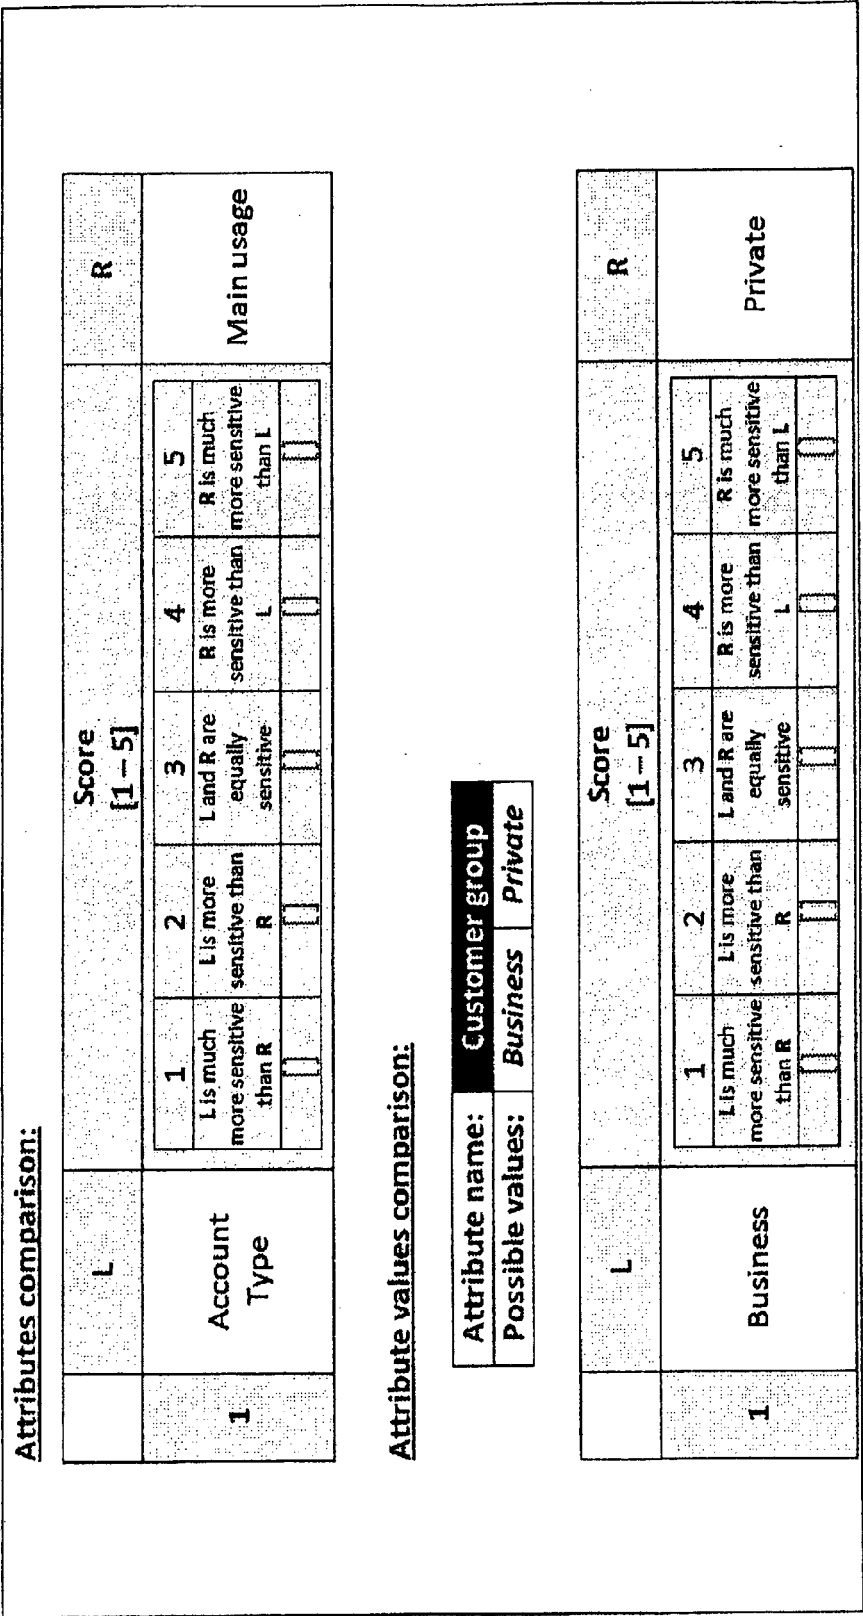 Attributes comparison:
L
Score
[1 – 5]
R
1
Account
Type
1
2
3
4
5
L is much
more sensitive
than R
L is more
sensitive than
R
L and R are
equally
sensitive
R is more
sensitive than
L
R is much
more sensitive
than L
[ ]
[ ]
[ ]
[ ]
[ ]
Main usage
Attribute values comparison:
Attribute name: Customer group
Possible values: Business Private
L
Score
[1 – 5]
R
1
Business
1
2
3
4
5
L is much
more sensitive
than R
L is more
sensitive than
R
L and R are
equally
sensitive
R is more
sensitive than
L
R is much
more sensitive
than L
[ ]
[ ]
[ ]
[ ]
[ ]
Private